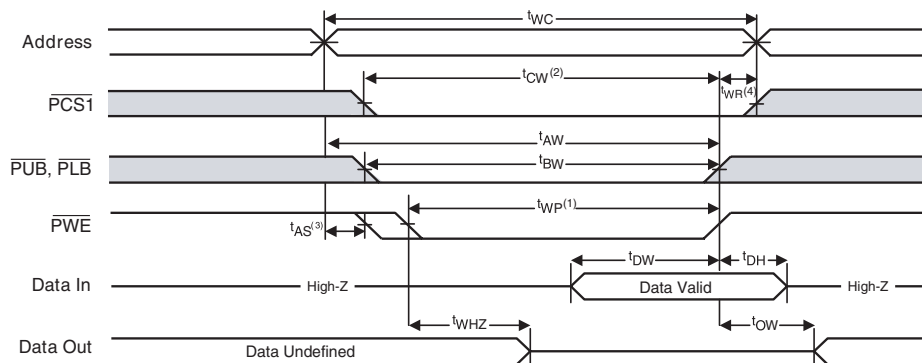 tWC
Address
tCW(2)
PCS1
tWR(4)
tAW
PUB, PLB
tBW
PWE
tWP(1)
tAS(3)
tDW
tDH
Data In
High-Z
Data Valid
High-Z
tWHZ
tOW
Data Out
Data Undefined